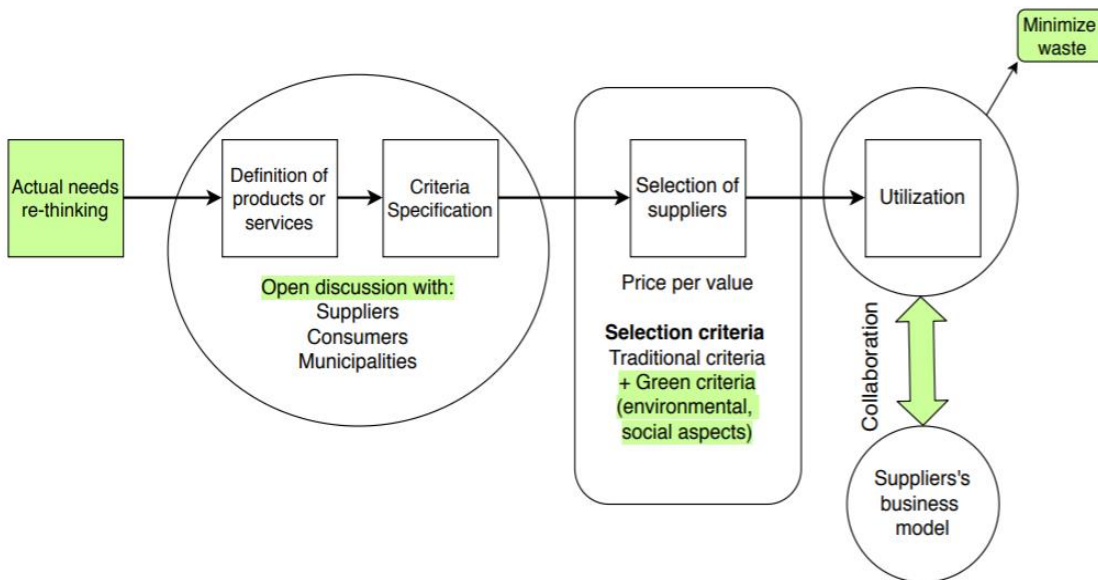 Minimize
waste
Actual needs
re-thinking
Definition of
products or
services
Criteria
Specification
Open discussion with:
Suppliers
Consumers
Municipalities
Selection of
suppliers
Price per value
Selection criteria
Traditional criteria
+ Green criteria
(environmental,
social aspects)
Utilization
Collaboration
Suppliers's
business
model